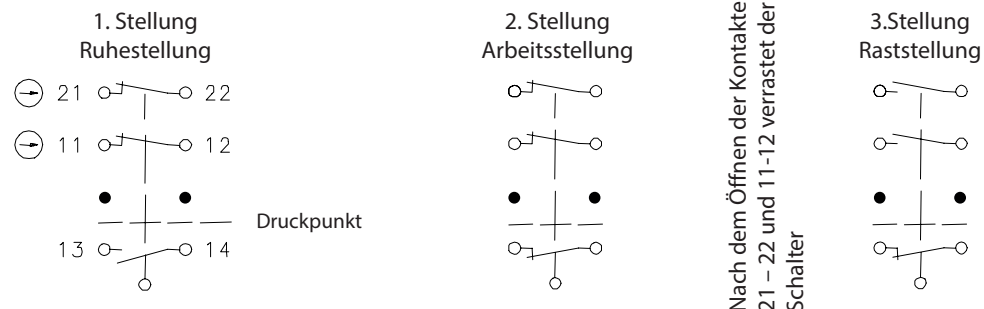 1. Stellung
Ruhestellung
21 22
11 12
Druckpunkt
13 14
2. Stellung
Arbeitsstellung
Nach dem Öffnen der Kontakte
21 – 22 und 11-12 verrastet der
Schalter
3.Stellung
Raststellung